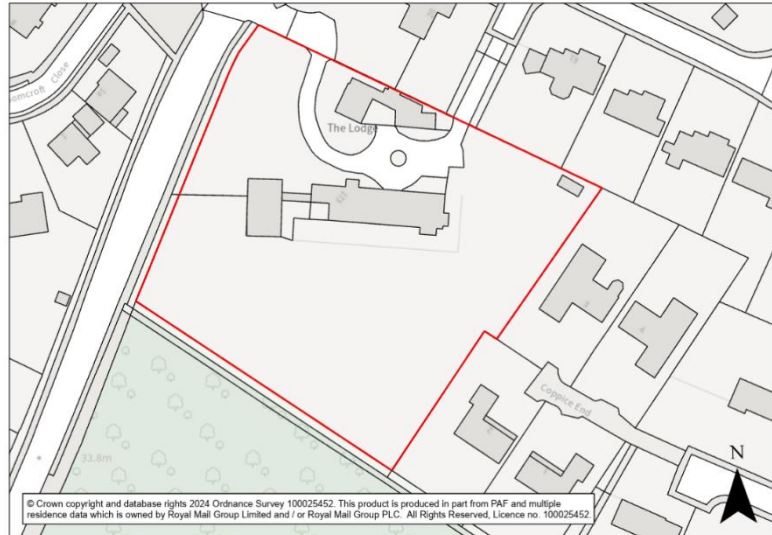 omcroft Close
The Lodge
Coppice End
33.8m
N
© Crown copyright and database rights 2024 Ordnance Survey 100025452. This product is produced in part from PAF and multiple
residence data which is owned by Royal Mail Group Limited and / or Royal Mail Group PLC. All Rights Reserved, Licence no. 100025452